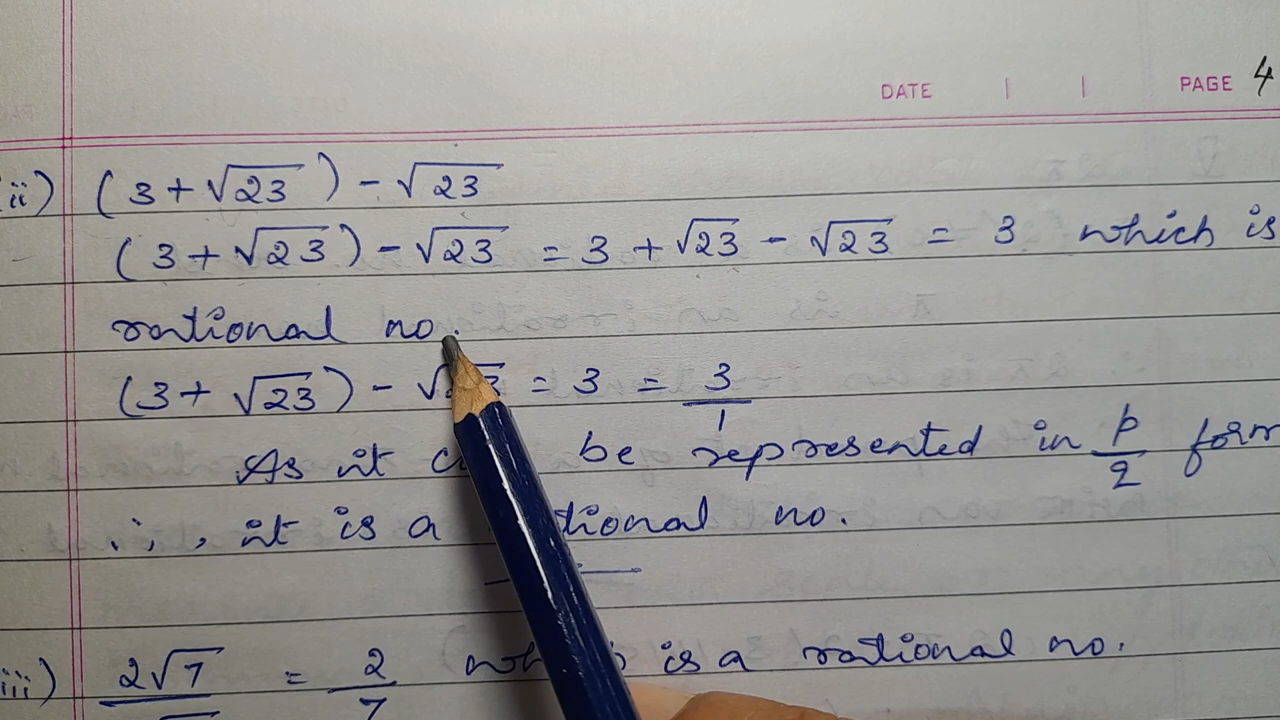 DATE | | PAGE 4
ii) (3 + √23) - √23
(3 + √23) - √23 = 3 + √23 - √23 = 3 which is
rational no.
(3 + √23) - √23 = 3 = 3/1
As it be represented in p/q form
∴, it is a rational no.
iii) 2√7 = 2/7 is a rational no.